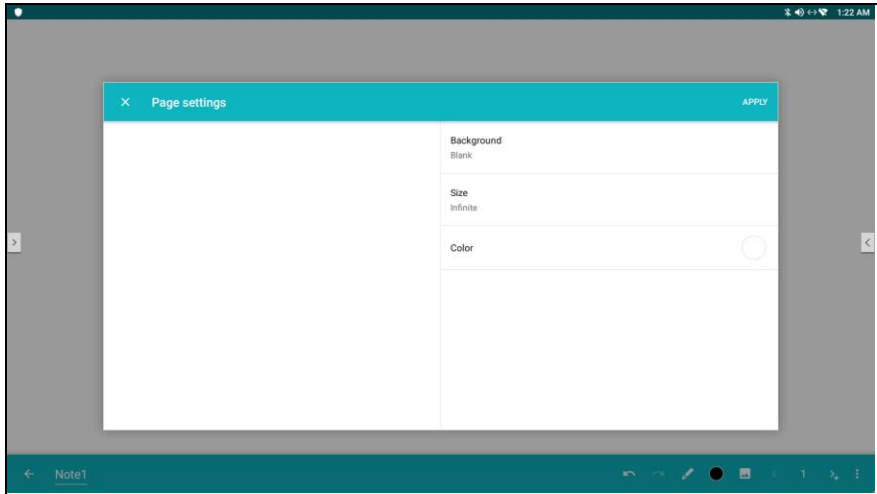 1:22 AM
Page settings
APPLY
Background
Blank
Size
Infinite
Color
Note1
1